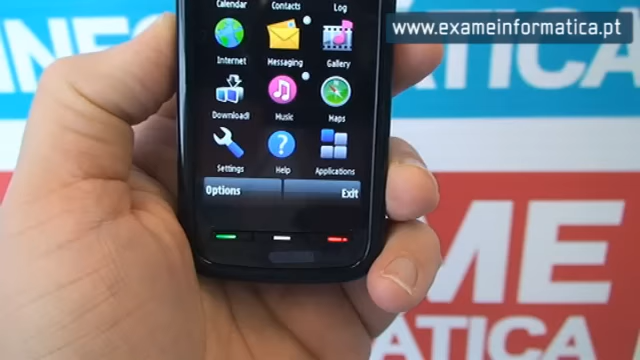 www.exameinformatica.pt
Calendar Contacts Log
Internet Messaging Gallery
Download! Music Maps
Settings Help Applications
Options Exit
ME
ATICA